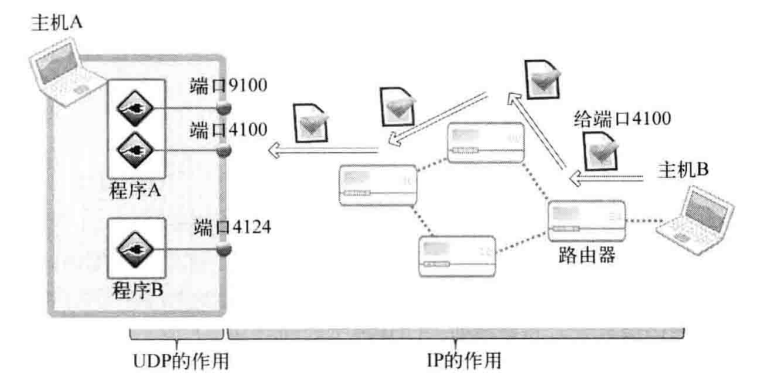 主机A
端口9100
端口4100
给端口4100
主机B
程序A
端口4124
路由器
程序B
UDP的作用
IP的作用